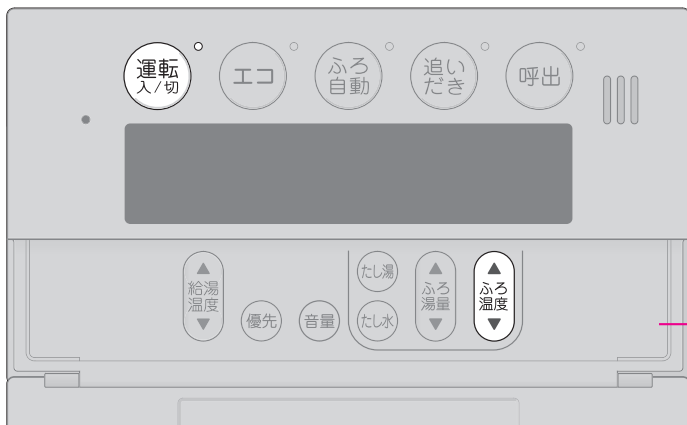 運転
入/切
エコ
ふろ
自動
追い
だき
呼出
給湯
温度
優先
音量
たし湯
たし水
ふろ
湯量
ふろ
温度